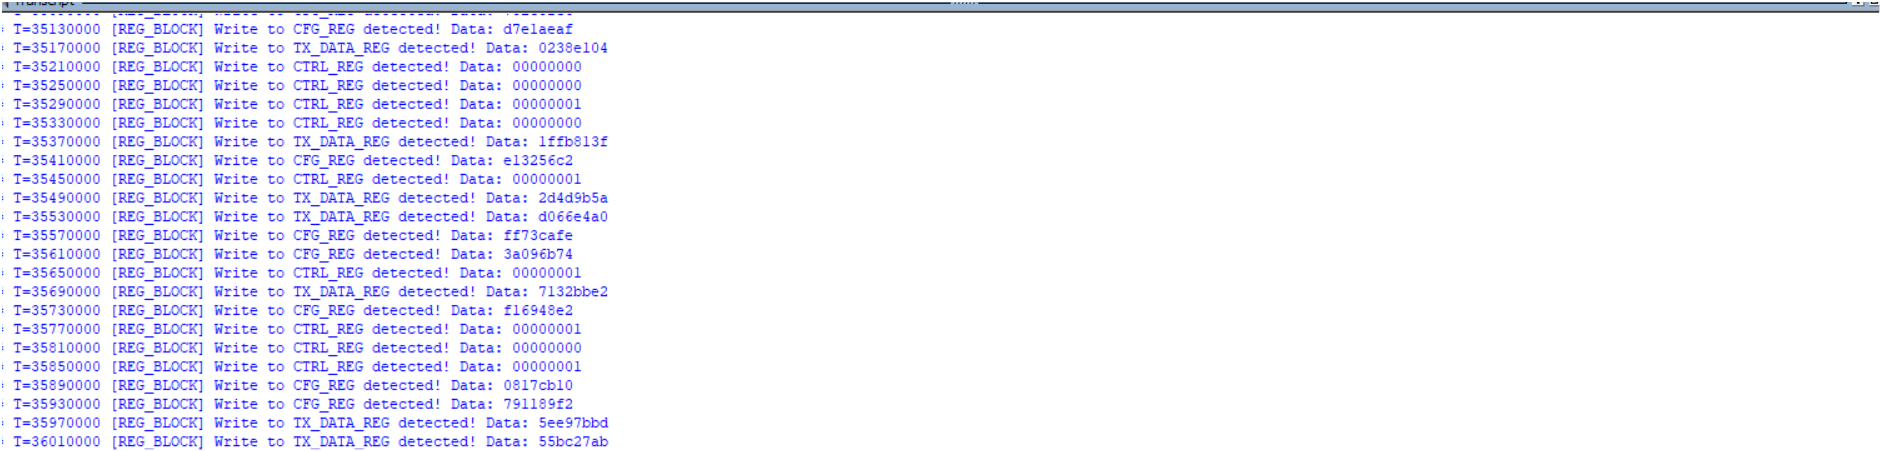 Transcript
T=35130000 [REG_BLOCK] Write to CFG_REG detected! Data: d7e1aeaf
T=35170000 [REG_BLOCK] Write to TX_DATA_REG detected! Data: 0238e104
T=35210000 [REG_BLOCK] Write to CTRL_REG detected! Data: 00000000
T=35250000 [REG_BLOCK] Write to CTRL_REG detected! Data: 00000000
T=35290000 [REG_BLOCK] Write to CTRL_REG detected! Data: 00000001
T=35330000 [REG_BLOCK] Write to CTRL_REG detected! Data: 00000000
T=35370000 [REG_BLOCK] Write to TX_DATA_REG detected! Data: 1ffb813f
T=35410000 [REG_BLOCK] Write to CFG_REG detected! Data: e13256c2
T=35450000 [REG_BLOCK] Write to CTRL_REG detected! Data: 00000001
T=35490000 [REG_BLOCK] Write to TX_DATA_REG detected! Data: 2d4d9b5a
T=35530000 [REG_BLOCK] Write to TX_DATA_REG detected! Data: d066e4a0
T=35570000 [REG_BLOCK] Write to CFG_REG detected! Data: ff73cafe
T=35610000 [REG_BLOCK] Write to CFG_REG detected! Data: 3a096b74
T=35650000 [REG_BLOCK] Write to CTRL_REG detected! Data: 00000001
T=35690000 [REG_BLOCK] Write to TX_DATA_REG detected! Data: 7132bbe2
T=35730000 [REG_BLOCK] Write to CFG_REG detected! Data: f16948e2
T=35770000 [REG_BLOCK] Write to CTRL_REG detected! Data: 00000001
T=35810000 [REG_BLOCK] Write to CTRL_REG detected! Data: 00000000
T=35850000 [REG_BLOCK] Write to CTRL_REG detected! Data: 00000001
T=35890000 [REG_BLOCK] Write to CFG_REG detected! Data: 0817cb10
T=35930000 [REG_BLOCK] Write to CFG_REG detected! Data: 791189f2
T=35970000 [REG_BLOCK] Write to TX_DATA_REG detected! Data: 5ee97bbd
T=36010000 [REG_BLOCK] Write to TX_DATA_REG detected! Data: 55bc27ab